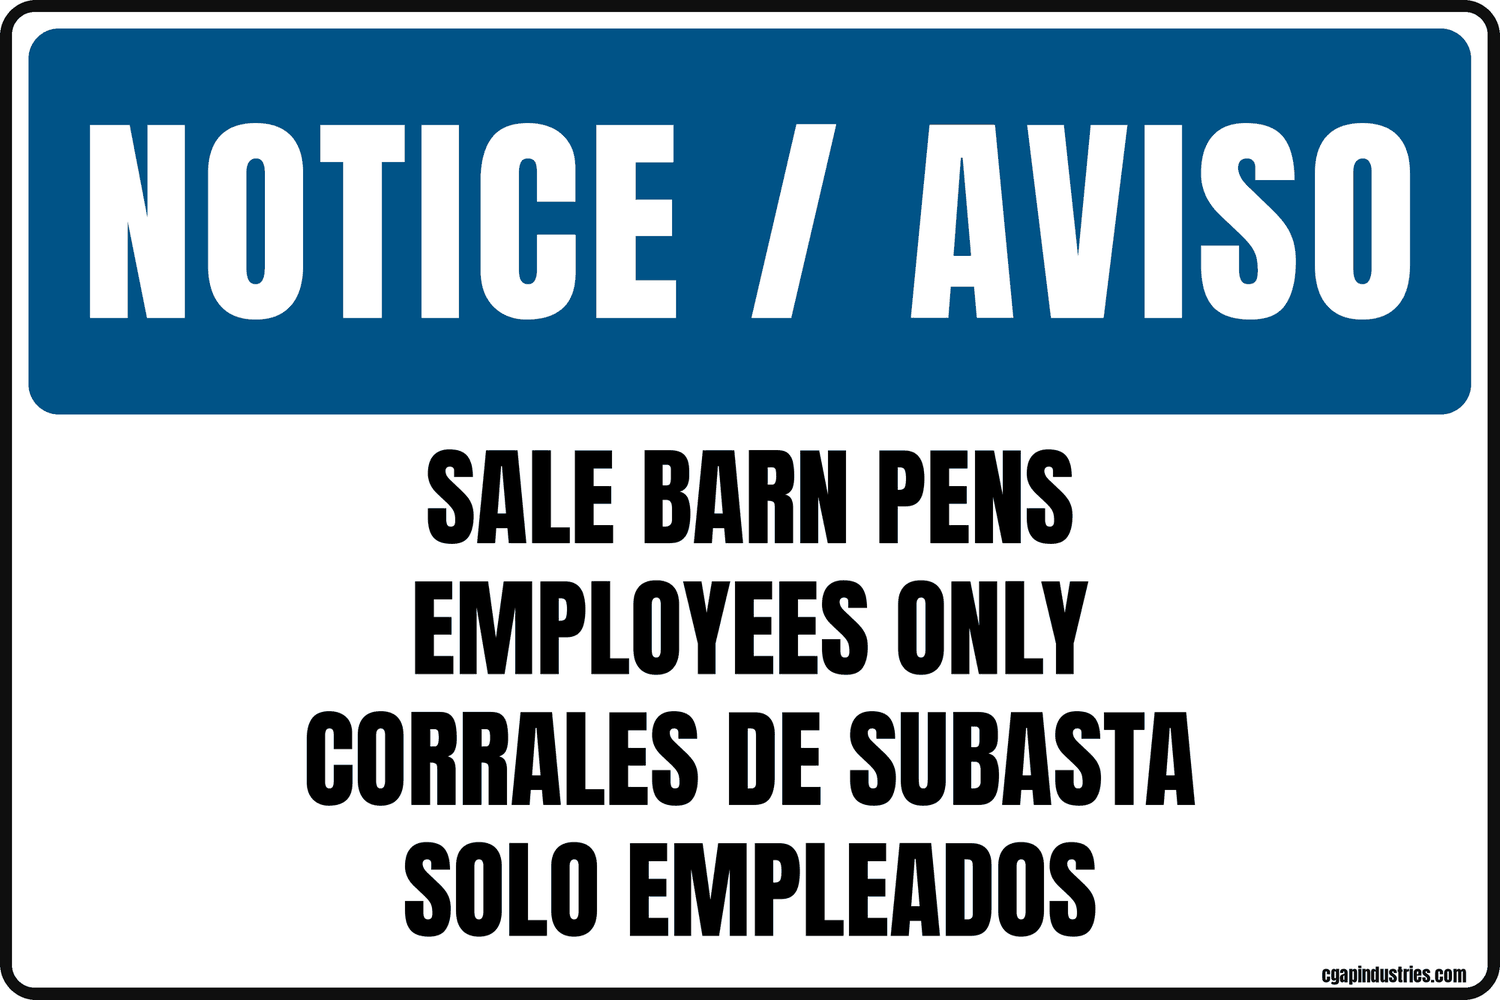 NOTICE / AVISO
SALE BARN PENS
EMPLOYEES ONLY
CORRALES DE SUBASTA
SOLO EMPLEADOS
cgapindustries.com